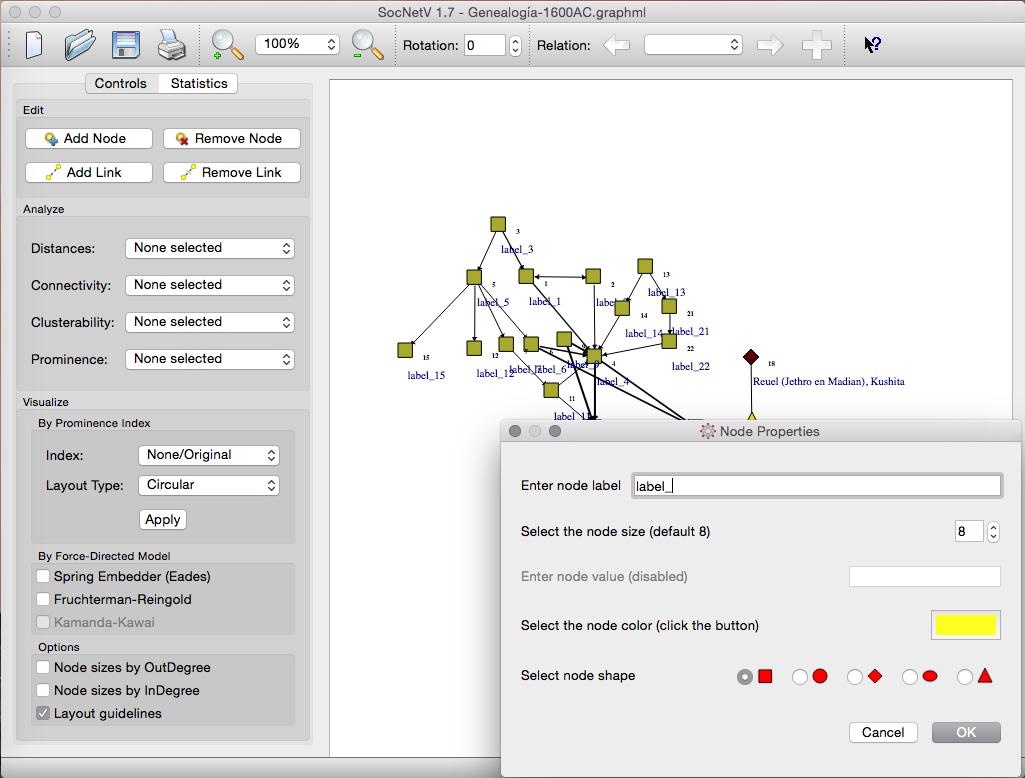 SocNetV 1.7 - Genealogía-1600AC.graphml
100%
Rotation: 0
Relation:
Controls Statistics
Edit
Add Node Remove Node
Add Link Remove Link
Analyze
Distances: None selected
Connectivity: None selected
Clusterability: None selected
Prominence: None selected
Visualize
By Prominence Index
Index: None/Original
Layout Type: Circular
Apply
By Force-Directed Model
Spring Embedder (Eades)
Fruchterman-Reingold
Kamanda-Kawai
Options
Node sizes by OutDegree
Node sizes by InDegree
Layout guidelines
3
label_3
13
label_13
5
label_5
1
label_1
2
14
label_14
21
label_21
15
label_15
12
label_12
label_6
4
label_4
22
label_22
11
18
Reuel (Jethro en Madian), Kushita
Node Properties
Enter node label label_
Select the node size (default 8) 8
Enter node value (disabled)
Select the node color (click the button)
Select node shape
Cancel OK